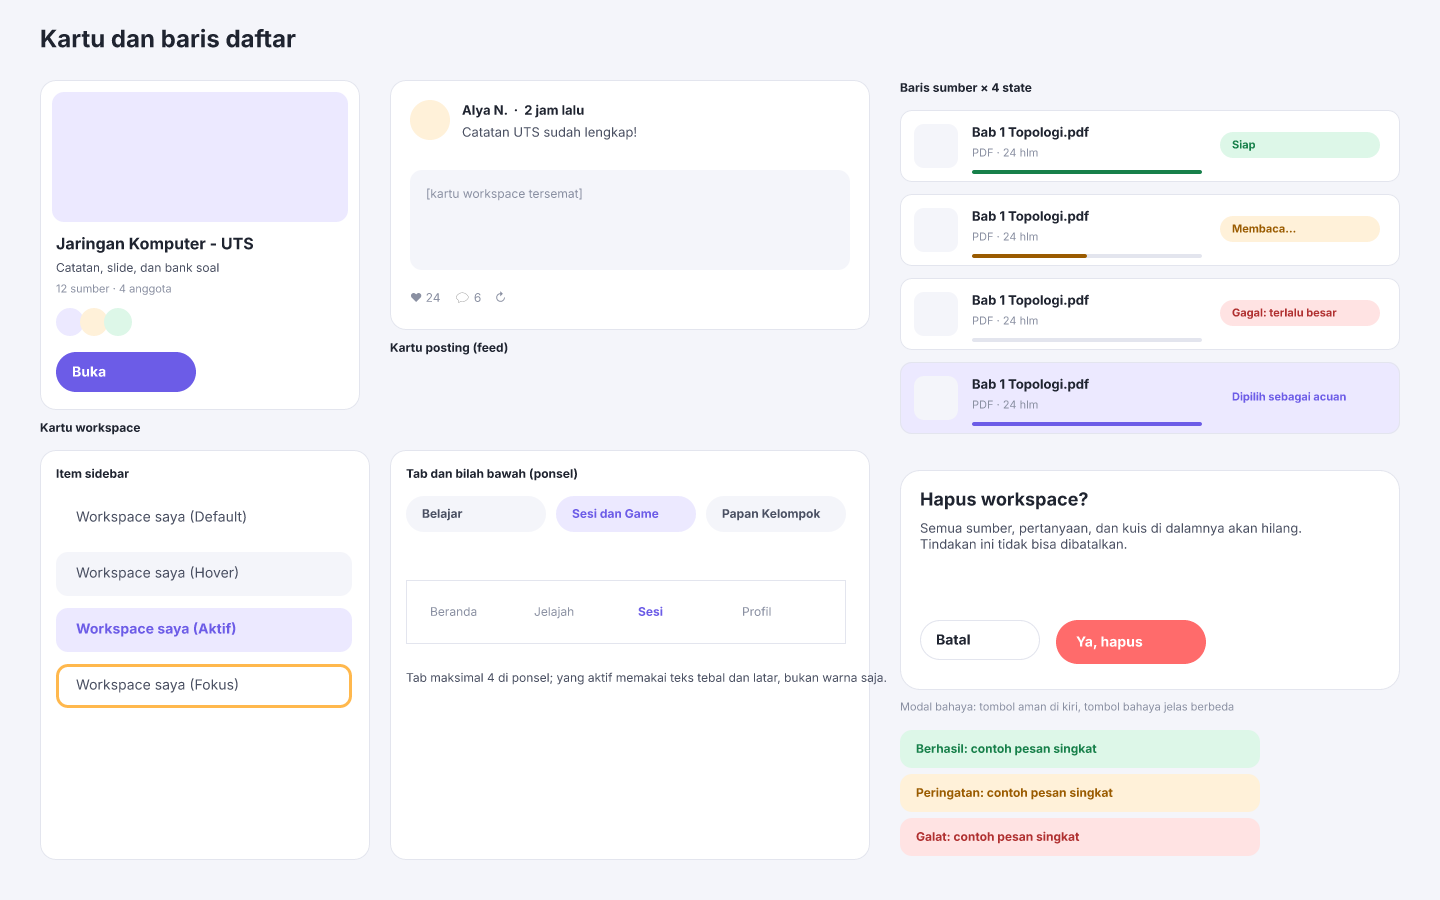 Kartu dan baris daftar
Jaringan Komputer - UTS
Catatan, slide, dan bank soal
12 sumber · 4 anggota
Buka
Kartu workspace
Alya N. · 2 jam lalu
Catatan UTS sudah lengkap!
[kartu workspace tersemat]
24 6
Kartu posting (feed)
Baris sumber × 4 state
Bab 1 Topologi.pdf
PDF · 24 hlm
Siap
Bab 1 Topologi.pdf
PDF · 24 hlm
Membaca...
Bab 1 Topologi.pdf
PDF · 24 hlm
Gagal: terlalu besar
Bab 1 Topologi.pdf
PDF · 24 hlm
Dipilih sebagai acuan
Item sidebar
Workspace saya (Default)
Workspace saya (Hover)
Workspace saya (Aktif)
Workspace saya (Fokus)
Tab dan bilah bawah (ponsel)
Belajar Sesi dan Game Papan Kelompok
Beranda Jelajah Sesi Profil
Tab maksimal 4 di ponsel; yang aktif memakai teks tebal dan latar, bukan warna saja.
Hapus workspace?
Semua sumber, pertanyaan, dan kuis di dalamnya akan hilang.
Tindakan ini tidak bisa dibatalkan.
Batal Ya, hapus
Modal bahaya: tombol aman di kiri, tombol bahaya jelas berbeda
Berhasil: contoh pesan singkat
Peringatan: contoh pesan singkat
Galat: contoh pesan singkat